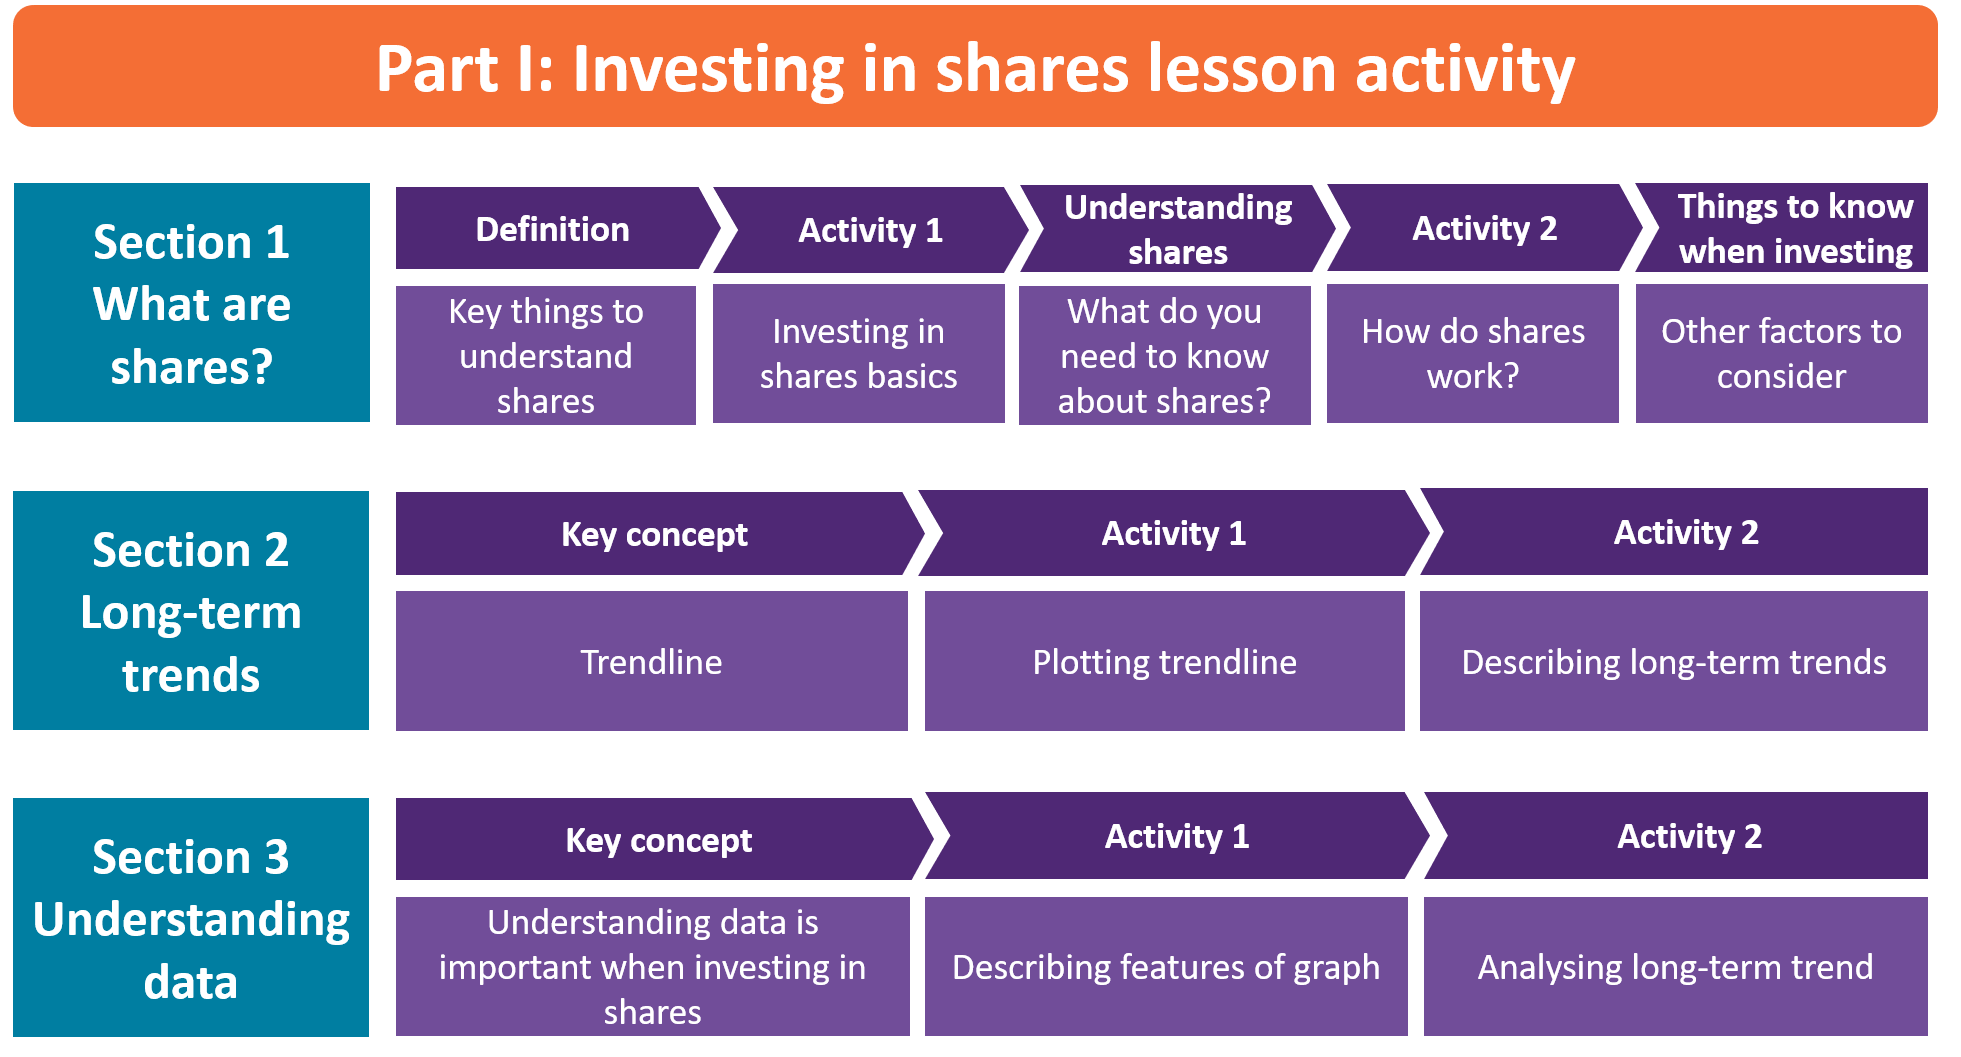 Part I: Investing in shares lesson activity
Section 1
What are
shares?
Definition
Key things to
understand
shares
Activity 1
Investing in
shares basics
Understanding
shares
What do you
need to know
about shares?
Activity 2
How do shares
work?
Things to know
when investing
Other factors to
consider
Section 2
Long-term
trends
Key concept
Trendline
Activity 1
Plotting trendline
Activity 2
Describing long-term trends
Section 3
Understanding
data
Key concept
Understanding data is
important when investing in
shares
Activity 1
Describing features of graph
Activity 2
Analysing long-term trend